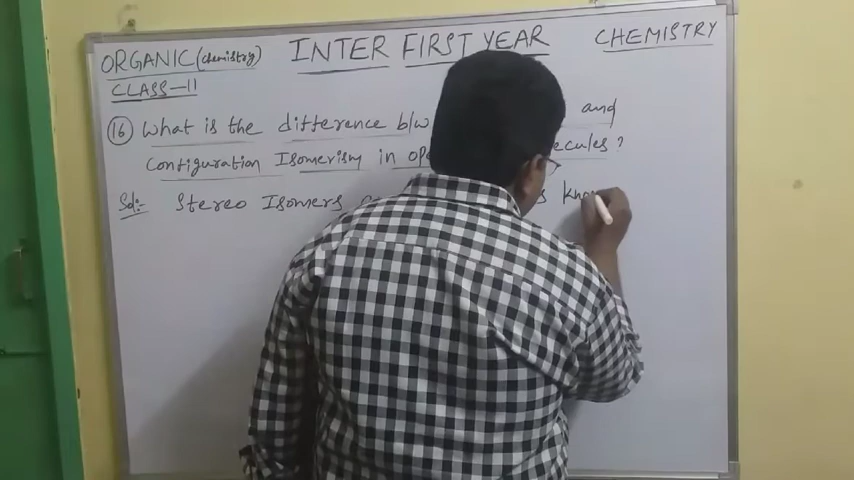 ORGANIC (chemistry)
INTER FIRST YEAR
CHEMISTRY
CLASS-11
16 What is the difference b/w and
configuration Isomerism in ?
Sol:- Stereo Isomers